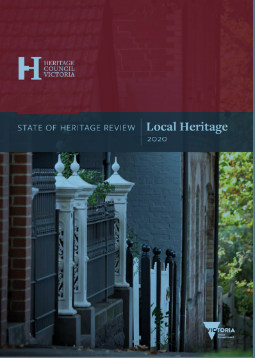 HERITAGE
COUNCIL
VICTORIA
STATE OF HERITAGE REVIEW
Local Heritage
2020
VICTORIA